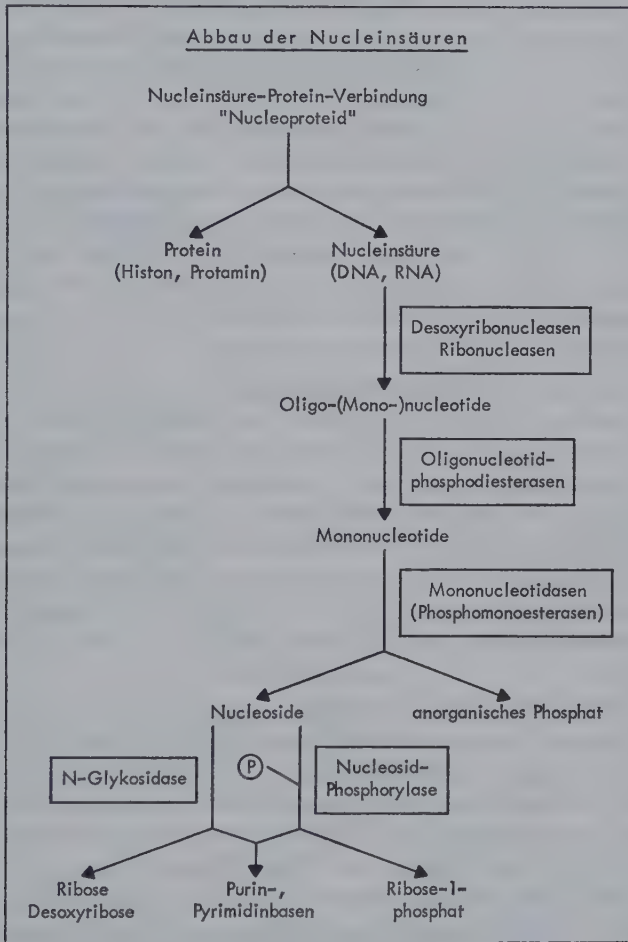 Abbau der Nucleinsäuren
Nucleinsäure-Protein-Verbindung
"Nucleoproteid"
Protein
(Histon, Protamin)
Nucleinsäure
(DNA, RNA)
Desoxyribonucleasen
Ribonucleasen
Oligo-(Mono-)nucleotide
Oligonucleotid-
phosphodiesterasen
Mononucleotide
Mononucleotidasen
(Phosphomonoesterasen)
Nucleoside
anorganisches Phosphat
N-Glykosidase
P
Nucleosid-
Phosphorylase
Ribose
Desoxyribose
Purin-,
Pyrimidinbasen
Ribose-1-
phosphat